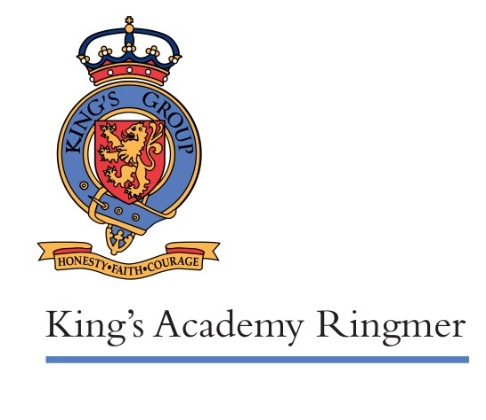 KING'S GROUP
HONESTY•FAITH•COURAGE
King's Academy Ringmer